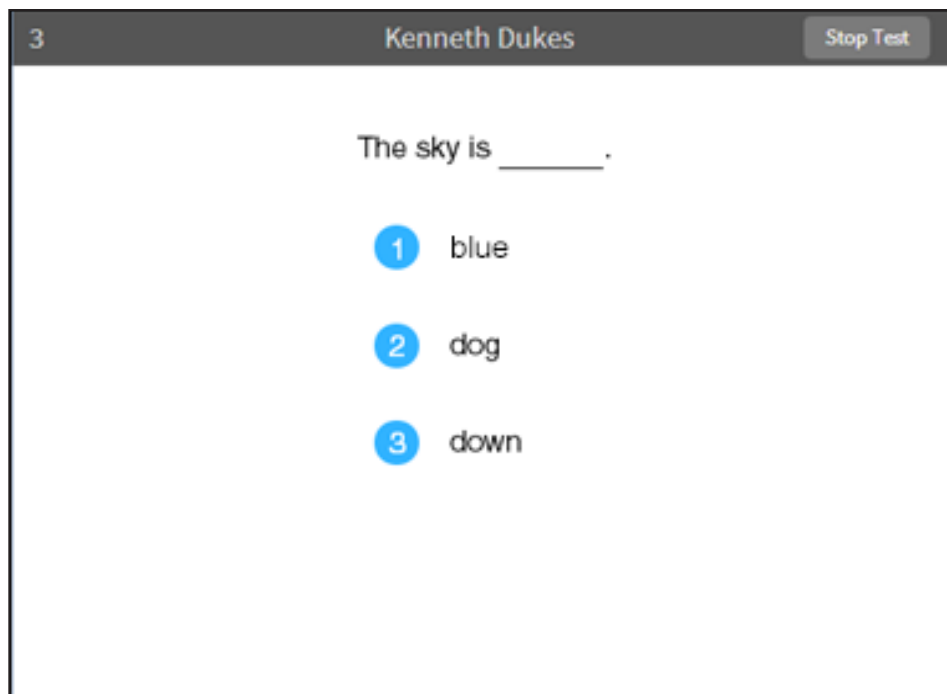 3 Kenneth Dukes Stop Test
The sky is ______.
1 blue
2 dog
3 down